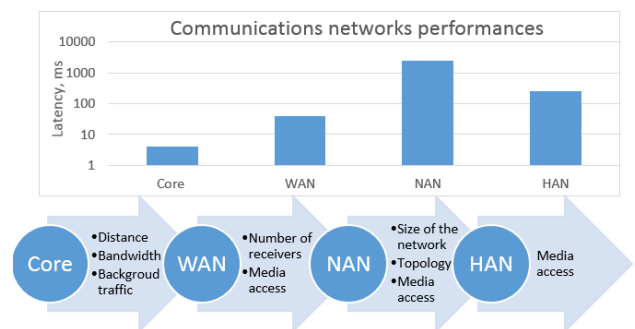 Communications networks performances
Latency, ms
10000
1000
100
10
1
Core
WAN
NAN
HAN
Core
•Distance
•Bandwidth
•Backgroud
traffic
WAN
•Number of
receivers
•Media
access
NAN
•Size of the
network
•Topology
•Media
access
HAN
Media
access